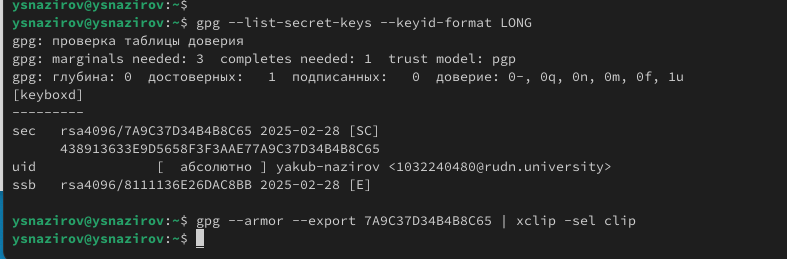 ysnazirov@ysnazirov:~$
ysnazirov@ysnazirov:~$ gpg --list-secret-keys --keyid-format LONG
gpg: проверка таблицы доверия
gpg: marginals needed: 3  completes needed: 1  trust model: pgp
gpg: глубина: 0  достоверных:   1  подписанных:   0  доверие: 0-, 0q, 0n, 0m, 0f, 1u
[keyboxd]
---------
sec   rsa4096/7A9C37D34B4B8C65 2025-02-28 [SC]
      438913633E9D5658F3F3AAE77A9C37D34B4B8C65
uid               [  абсолютно ] yakub-nazirov <1032240480@rudn.university>
ssb   rsa4096/8111136E26DAC8BB 2025-02-28 [E]
ysnazirov@ysnazirov:~$ gpg --armor --export 7A9C37D34B4B8C65 | xclip -sel clip
ysnazirov@ysnazirov:~$